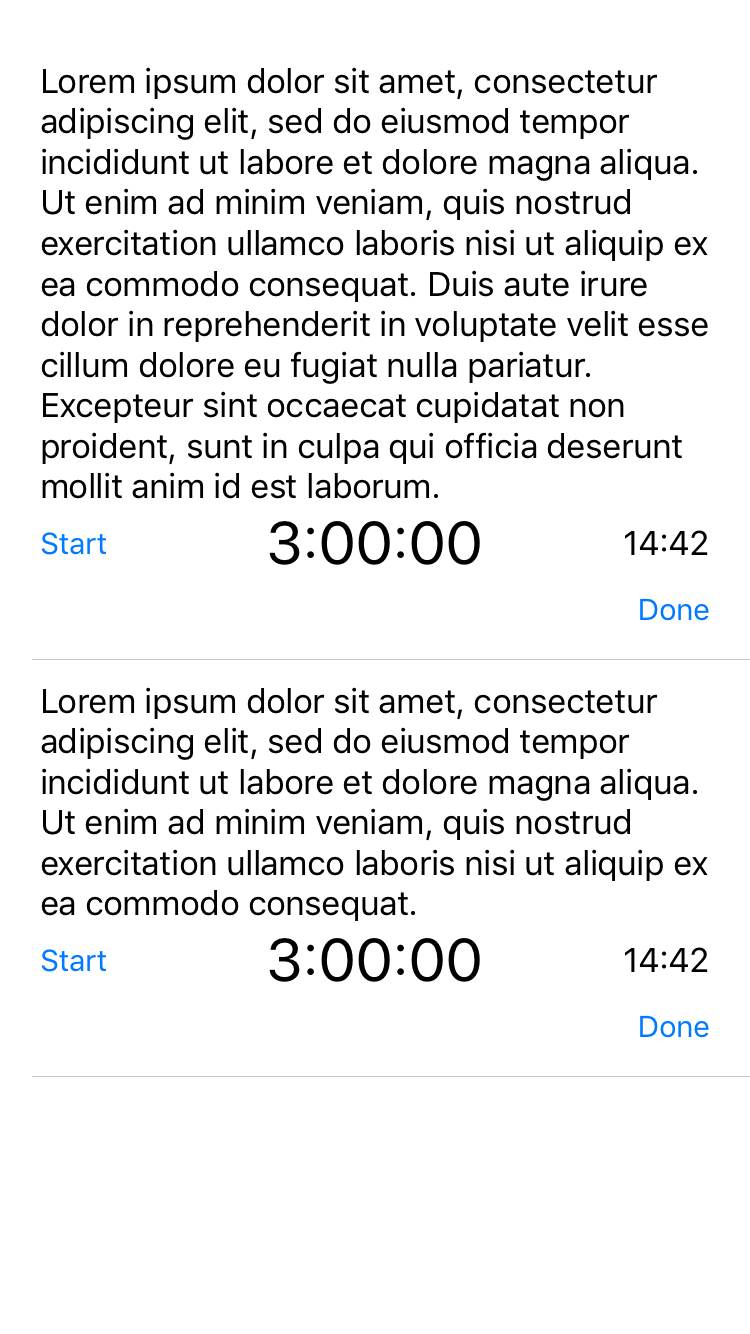 Lorem ipsum dolor sit amet, consectetur
adipiscing elit, sed do eiusmod tempor
incididunt ut labore et dolore magna aliqua.
Ut enim ad minim veniam, quis nostrud
exercitation ullamco laboris nisi ut aliquip ex
ea commodo consequat. Duis aute irure
dolor in reprehenderit in voluptate velit esse
cillum dolore eu fugiat nulla pariatur.
Excepteur sint occaecat cupidatat non
proident, sunt in culpa qui officia deserunt
mollit anim id est laborum.
Start 3:00:00 14:42
Done
Lorem ipsum dolor sit amet, consectetur
adipiscing elit, sed do eiusmod tempor
incididunt ut labore et dolore magna aliqua.
Ut enim ad minim veniam, quis nostrud
exercitation ullamco laboris nisi ut aliquip ex
ea commodo consequat.
Start 3:00:00 14:42
Done